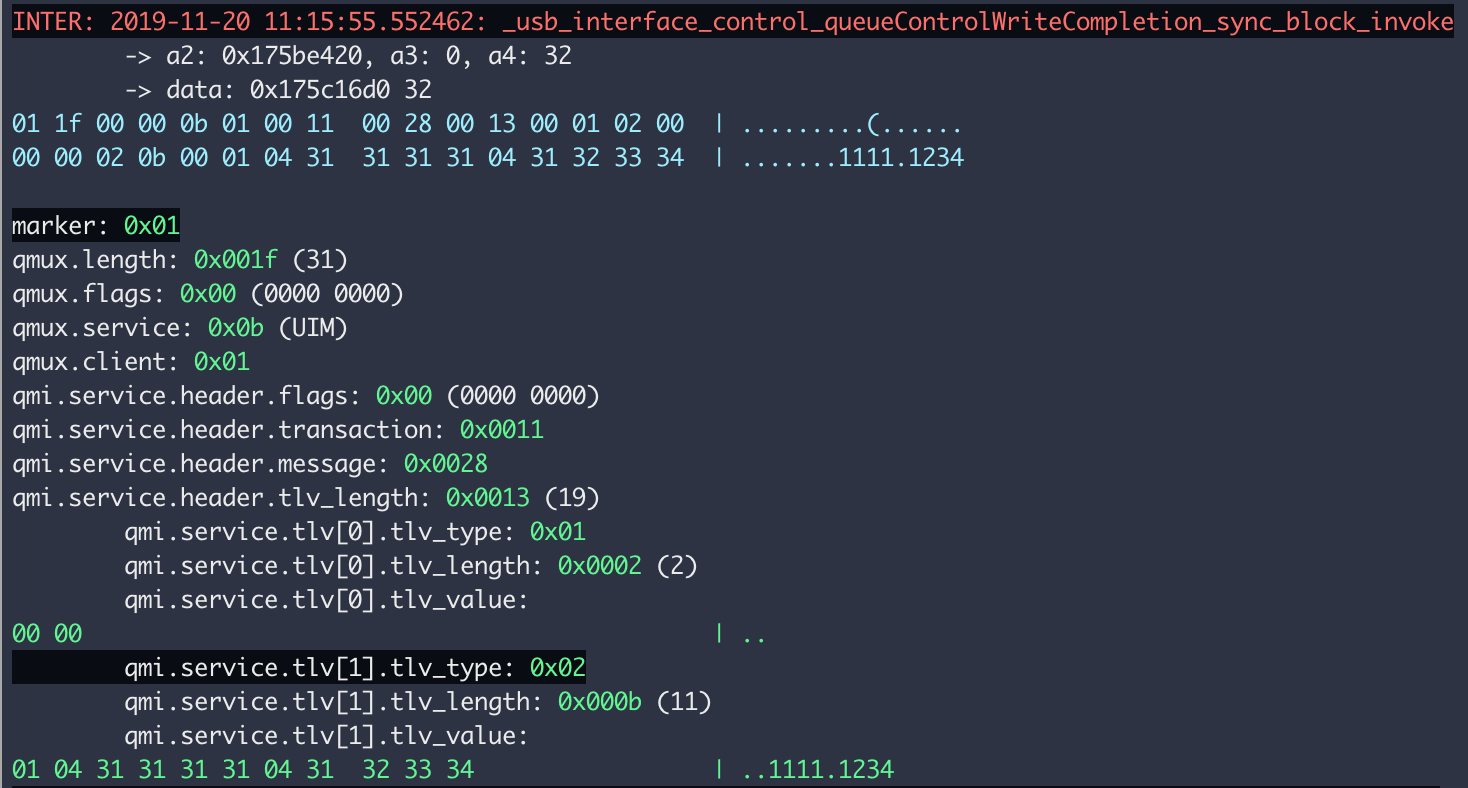 INTER: 2019-11-20 11:15:55.552462: _usb_interface_control_queueControlWriteCompletion_sync_block_invoke
-> a2: 0x175be420, a3: 0, a4: 32
-> data: 0x175c16d0 32
01 1f 00 00 0b 01 00 11  00 28 00 13 00 01 02 00  | .........(......
00 00 02 0b 00 01 04 31  31 31 31 04 31 32 33 34  | .......1111.1234
marker: 0x01
qmux.length: 0x001f (31)
qmux.flags: 0x00 (0000 0000)
qmux.service: 0x0b (UIM)
qmux.client: 0x01
qmi.service.header.flags: 0x00 (0000 0000)
qmi.service.header.transaction: 0x0011
qmi.service.header.message: 0x0028
qmi.service.header.tlv_length: 0x0013 (19)
qmi.service.tlv[0].tlv_type: 0x01
qmi.service.tlv[0].tlv_length: 0x0002 (2)
qmi.service.tlv[0].tlv_value:
00 00 | ..
qmi.service.tlv[1].tlv_type: 0x02
qmi.service.tlv[1].tlv_length: 0x000b (11)
qmi.service.tlv[1].tlv_value:
01 04 31 31 31 31 04 31  32 33 34 | ..1111.1234